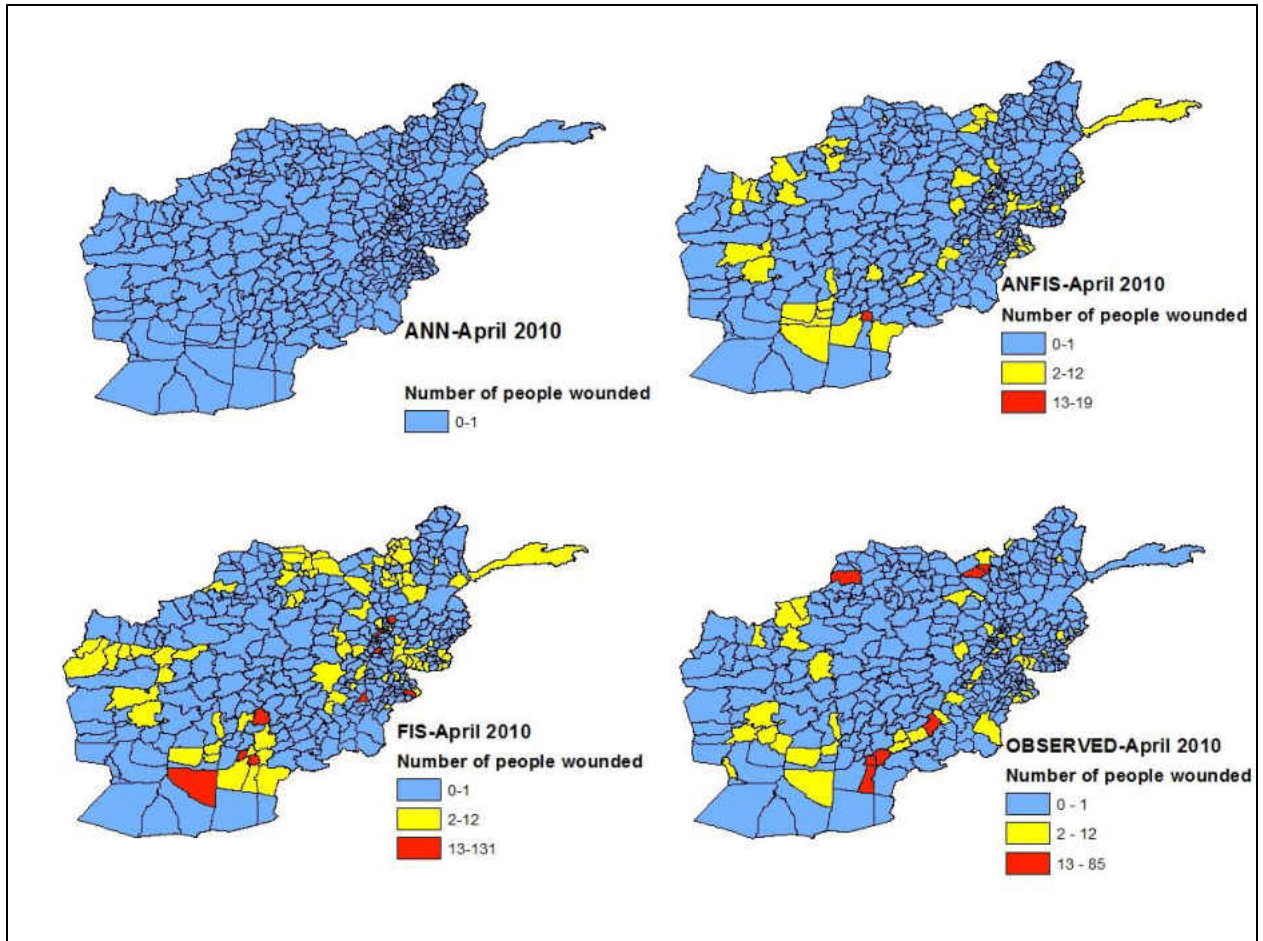 ANN-April 2010
Number of people wounded
0-1
ANFIS-April 2010
Number of people wounded
0-1
2-12
13-19
FIS-April 2010
Number of people wounded
0-1
2-12
13-131
OBSERVED-April 2010
Number of people wounded
0 - 1
2 - 12
13 - 85